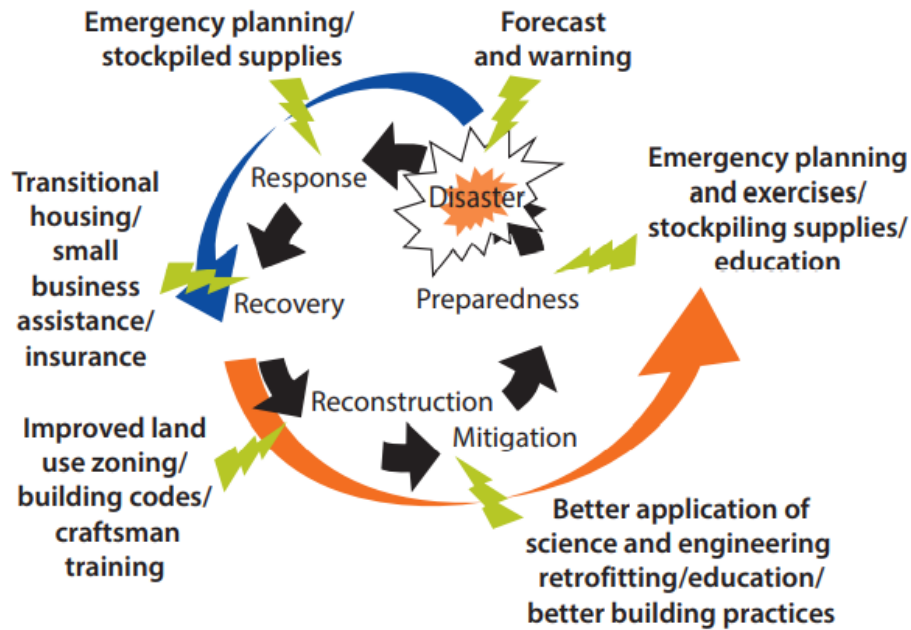 Emergency planning/
stockpiled supplies
Forecast
and warning
Response
Disaster
Emergency planning
and exercises/
stockpiling supplies/
education
Transitional
housing/
small
business
assistance/
insurance
Recovery
Preparedness
Reconstruction
Mitigation
Improved land
use zoning/
building codes/
craftsman
training
Better application of
science and engineering
retrofitting/education/
better building practices